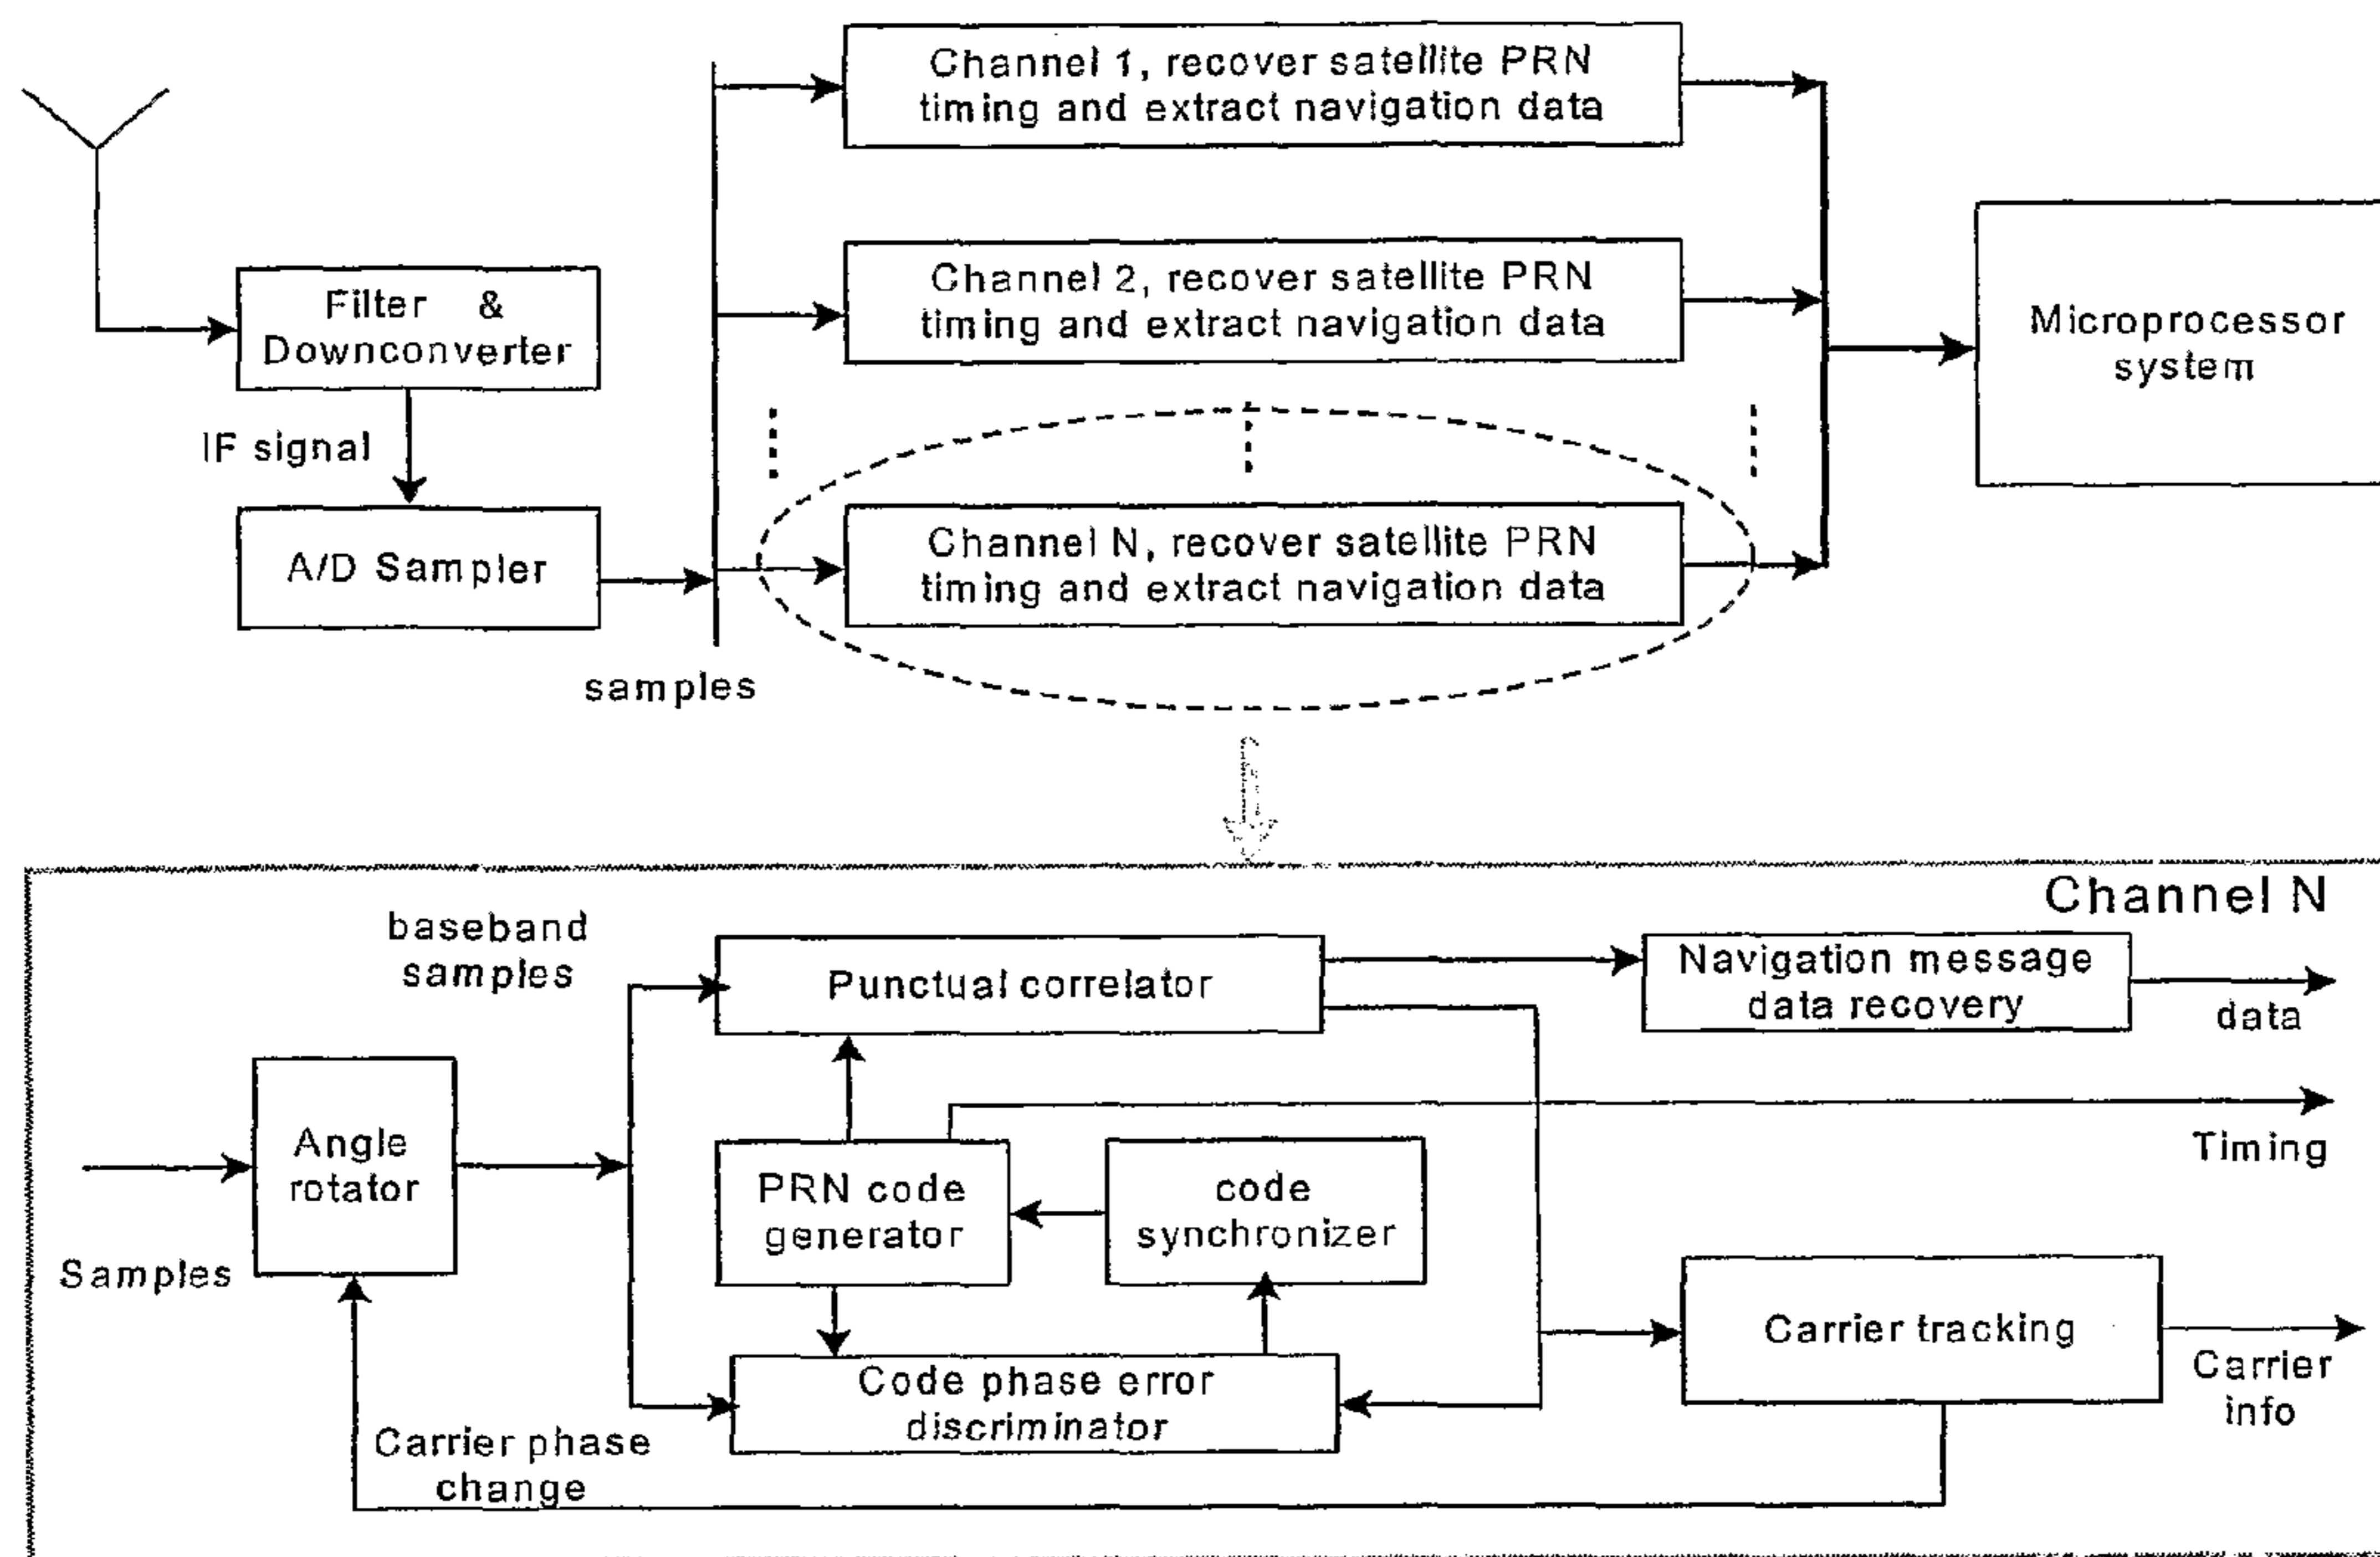 Channel 1, recover satellite PRN
timing and extract navigation data
Channel 2, recover satellite PRN
timing and extract navigation data
Filter &
Downconverter
Microprocessor
system
IF signal
A/D Sampler
Channel N, recover satellite PRN
timing and extract navigation data
samples
Channel N
baseband
samples
Punctual correlator
Navigation message
data recovery
data
Angle
rotator
PRN code
generator
code
synchronizer
Timing
Samples
Carrier tracking
Carrier
info
Code phase error
discriminator
Carrier phase
change